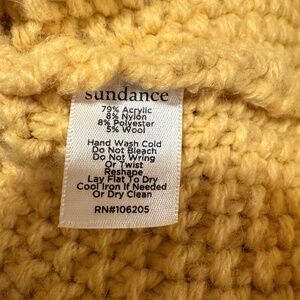 sundance
79% Acrylic
8% Nylon
8% Polyester
5% Wool
Hand Wash Cold
Do Not Bleach
Do Not Wring
Or Twist
Reshape
Lay Flat To Dry
Cool Iron If Needed
Or Dry Clean
RN#106205